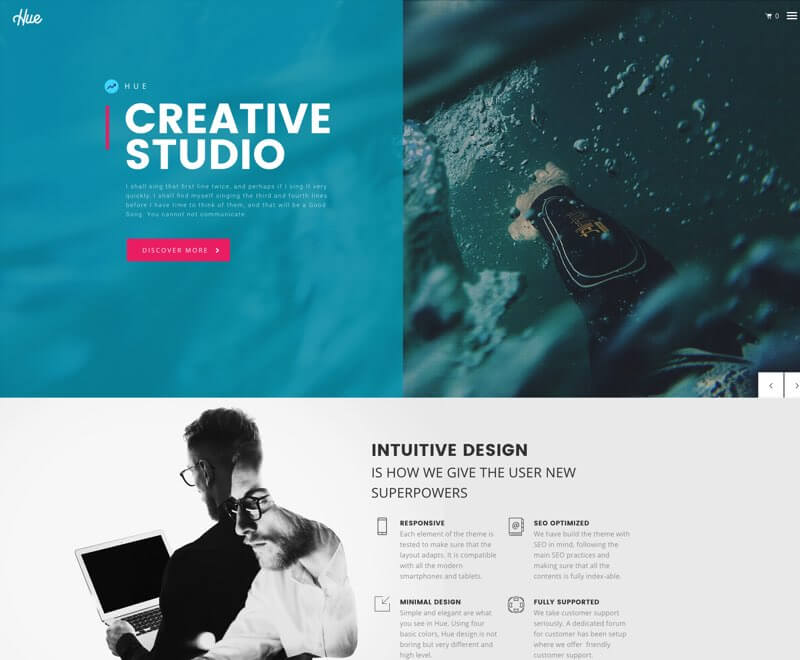 Hue
0
HUE
CREATIVE
STUDIO
I shall sing that first line twice, and perhaps if I sing it very
quickly, I shall find myself singing the third and fourth lines
before I have time to think of them, and that will be a Good
Song. You cannot not communicate.
DISCOVER MORE
INTUITIVE DESIGN
IS HOW WE GIVE THE USER NEW
SUPERPOWERS
RESPONSIVE
Each element of the theme is
tested to make sure that the
layout adapts. It is compatible
with all the modern
smartphones and tablets.
SEO OPTIMIZED
We have build the theme with
SEO in mind, following the
main SEO practices and
making sure that all the
contents is fully index-able.
MINIMAL DESIGN
Simple and elegant are what
you see in Hue. Using four
basic colors, Hue design is not
boring but very different and
high level.
FULLY SUPPORTED
We take customer support
seriously. A dedicated forum
for customer has been setup
where we offer friendly
customer support.